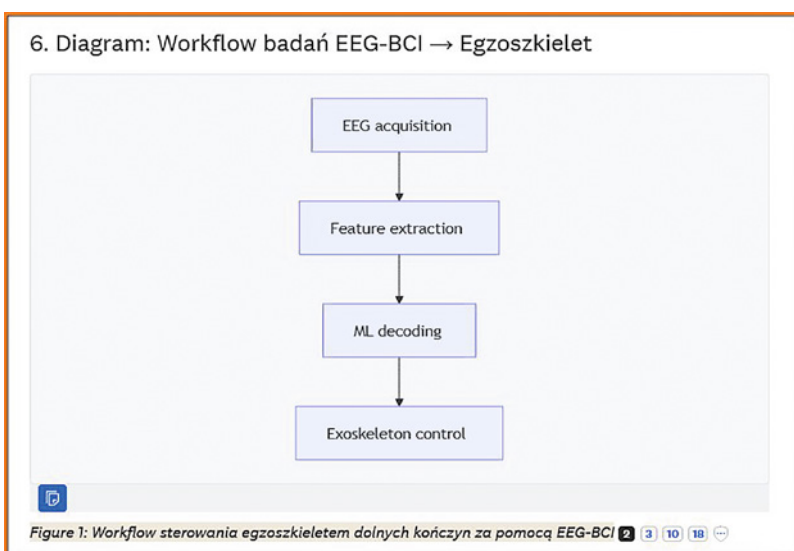 6. Diagram: Workflow badań EEG-BCI → Egzoszkielet
EEG acquisition
Feature extraction
ML decoding
Exoskeleton control
Figure 1: Workflow sterowania egzoszkieletem dolnych kończyn za pomocą EEG-BCI 2 3 10 18